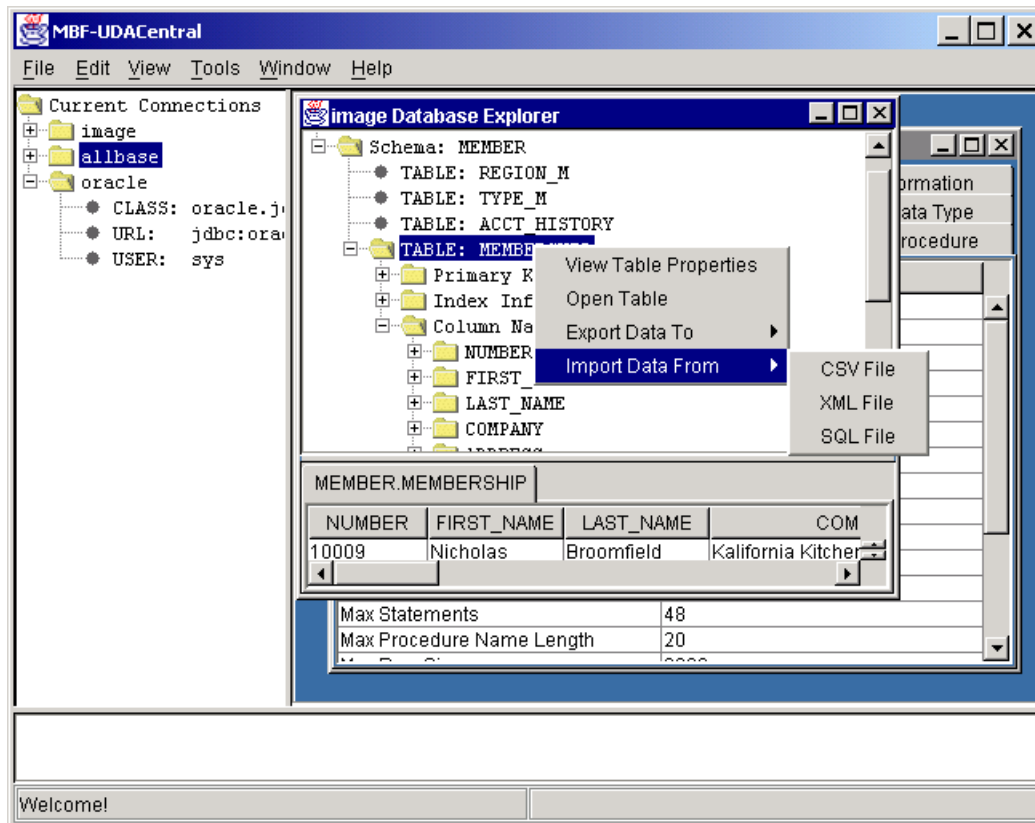 MBF-UDACentral
File Edit View Tools Window Help
Current Connections
image
allbase
oracle
CLASS: oracle.j
URL: jdbc:ora
USER: sys
image Database Explorer
Schema: MEMBER
TABLE: REGION_M
TABLE: TYPE_M
TABLE: ACCT_HISTORY
TABLE: MEMBE
Primary K
Index Inf
Column Na
NUMBER
FIRST_
LAST_NAME
COMPANY
View Table Properties
Open Table
Export Data To
Import Data From
CSV File
XML File
SQL File
ormation
ata Type
rocedure
MEMBER.MEMBERSHIP
NUMBER FIRST_NAME LAST_NAME COM
10009 Nicholas Broomfield Kalifornia Kitcher
Max Statements 48
Max Procedure Name Length 20
Welcome!